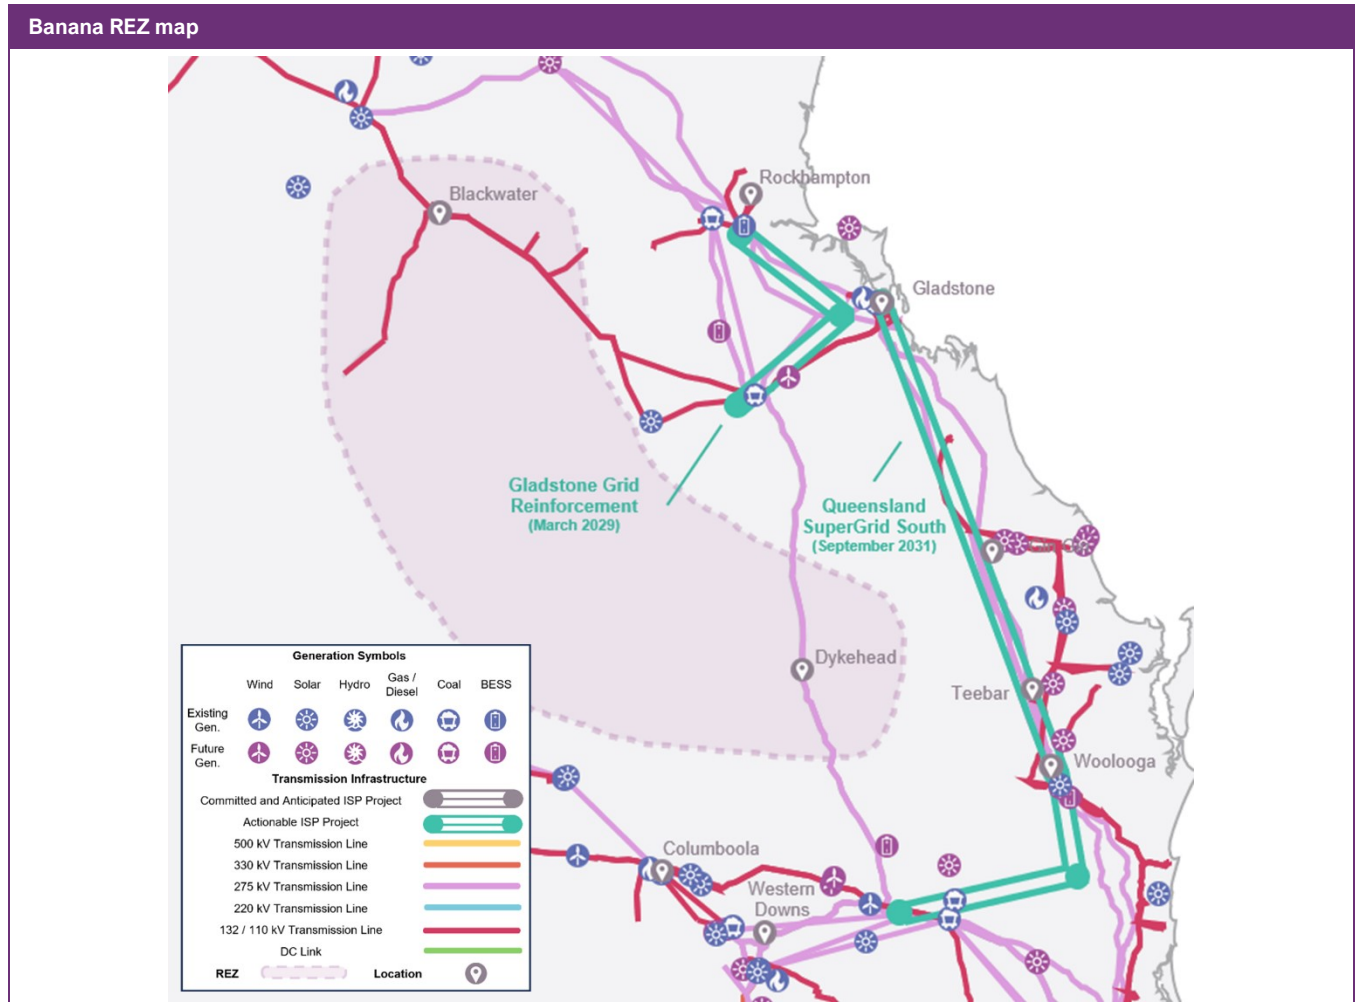 Banana REZ map
Rockhampton
Blackwater
Gladstone
Gladstone Grid
Reinforcement
(March 2029)
Queensland
SuperGrid South
(September 2031)
Dykehead
Teebar
Woolooga
Columboola
Western
Downs
Generation Symbols
Wind
Solar
Hydro
Gas /
Diesel
Coal
BESS
Existing
Gen.
Future
Gen.
Transmission Infrastructure
Committed and Anticipated ISP Project
Actionable ISP Project
500 kV Transmission Line
330 kV Transmission Line
275 kV Transmission Line
220 kV Transmission Line
132 / 110 kV Transmission Line
DC Link
REZ
Location